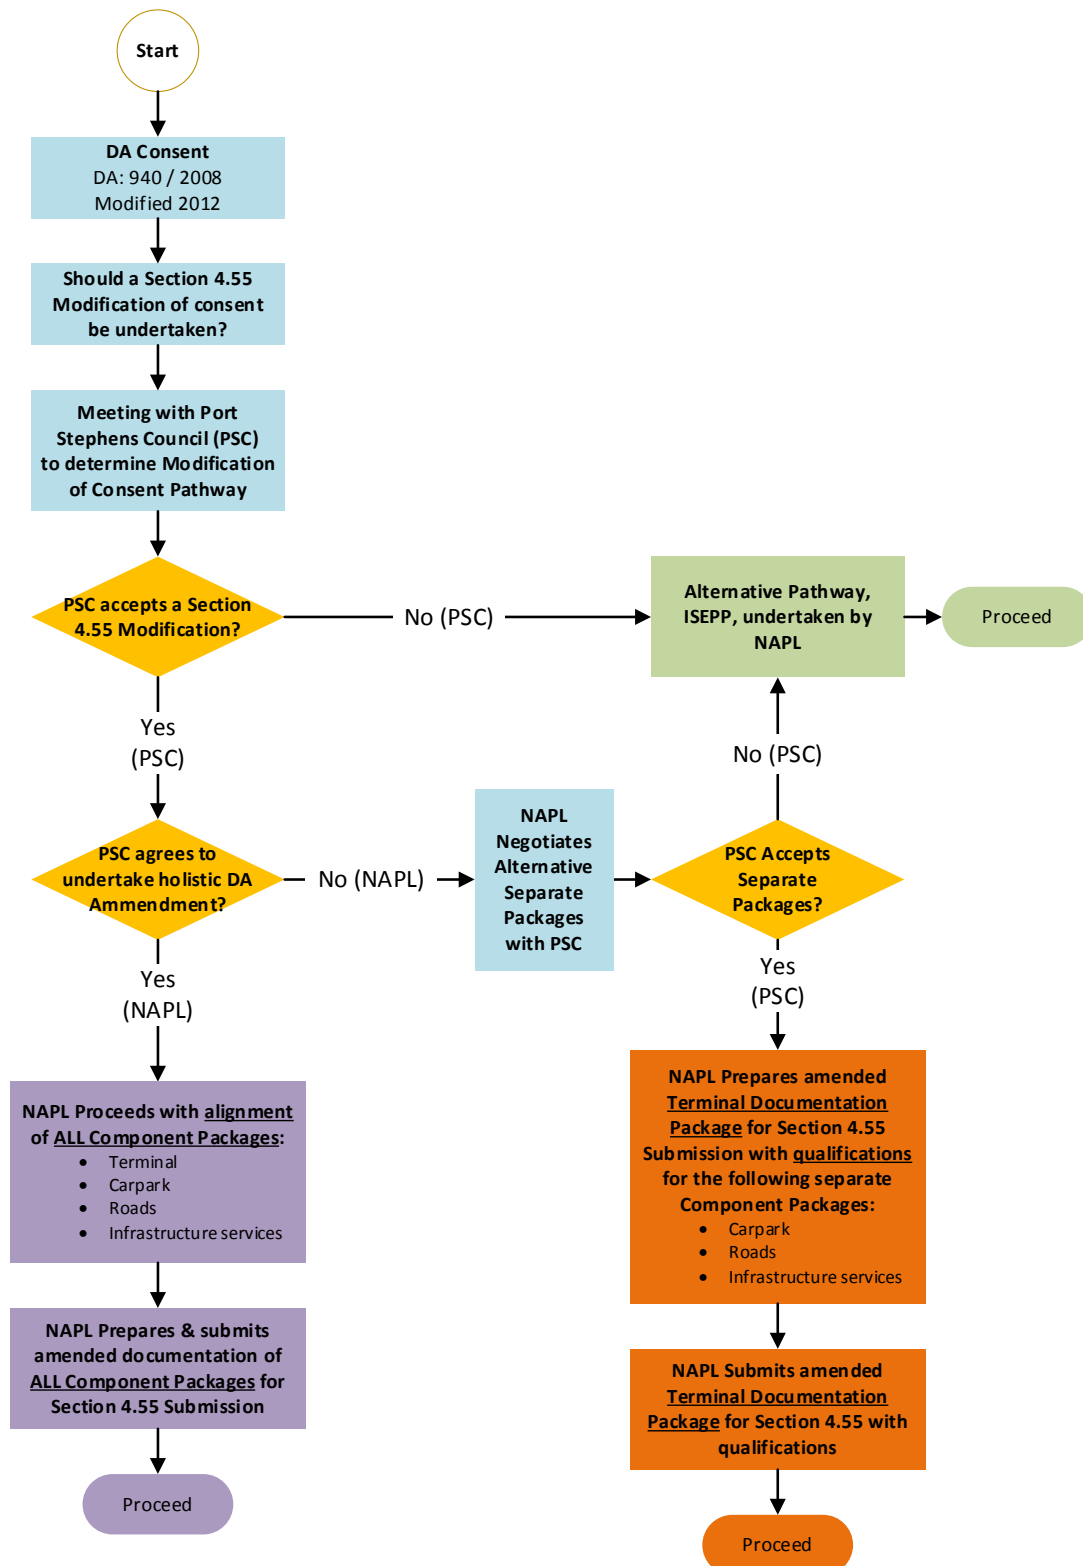 Start
DA Consent
DA: 940 / 2008
Modified 2012
Should a Section 4.55
Modification of consent
be undertaken?
Meeting with Port
Stephens Council (PSC)
to determine Modification
of Consent Pathway
PSC accepts a Section
4.55 Modification?
No (PSC)
Alternative Pathway,
ISEPP, undertaken by
NAPL
Proceed
Yes
(PSC)
No (PSC)
PSC agrees to
undertake holistic DA
Ammendment?
No (NAPL)
NAPL
Negotiates
Alternative
Separate
Packages
with PSC
PSC Accepts
Separate
Packages?
Yes
(NAPL)
Yes
(PSC)
NAPL Proceeds with alignment
of ALL Component Packages:
• Terminal
• Carpark
• Roads
• Infrastructure services
NAPL Prepares & submits
amended documentation of
ALL Component Packages for
Section 4.55 Submission
Proceed
NAPL Prepares amended
Terminal Documentation
Package for Section 4.55
Submission with qualifications
for the following separate
Component Packages:
• Carpark
• Roads
• Infrastructure services
NAPL Submits amended
Terminal Documentation
Package for Section 4.55 with
qualifications
Proceed